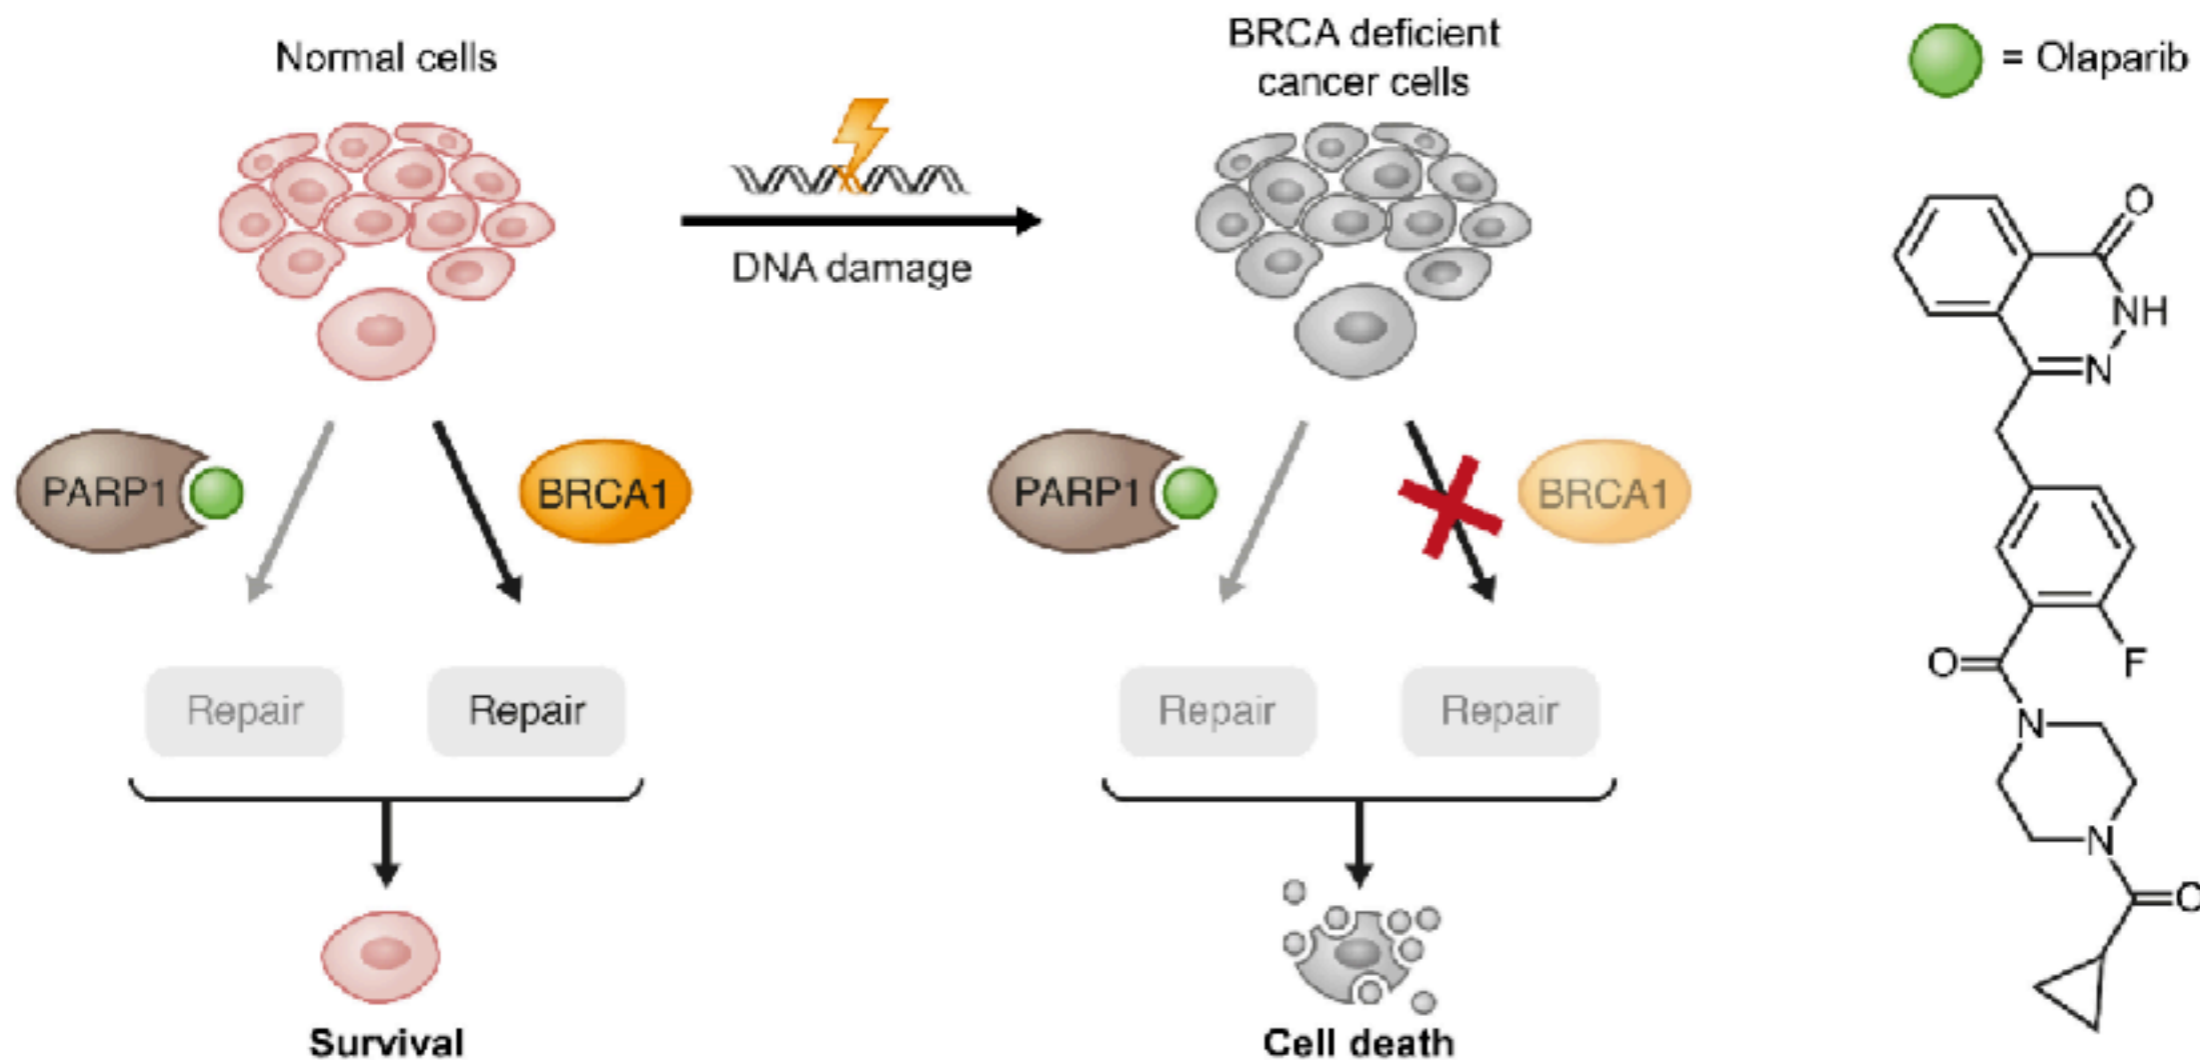 Normal cells
BRCA deficient
cancer cells
= Olaparib
DNA damage
PARP1
BRCA1
PARP1
BRCA1
Repair
Repair
Repair
Repair
Survival
Cell death
O
NH
N
F
O
N
N
O